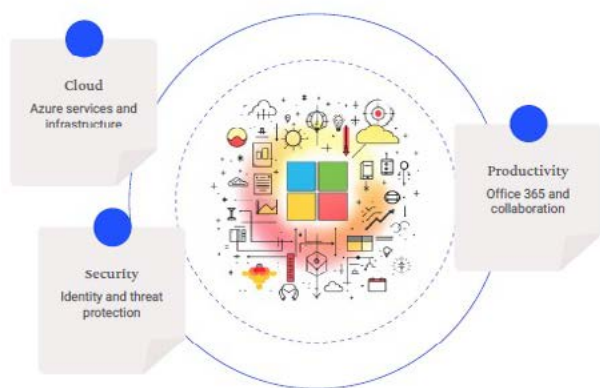 Cloud
Azure services and
infrastructure
Productivity
Office 365 and
collaboration
Security
Identity and threat
protection